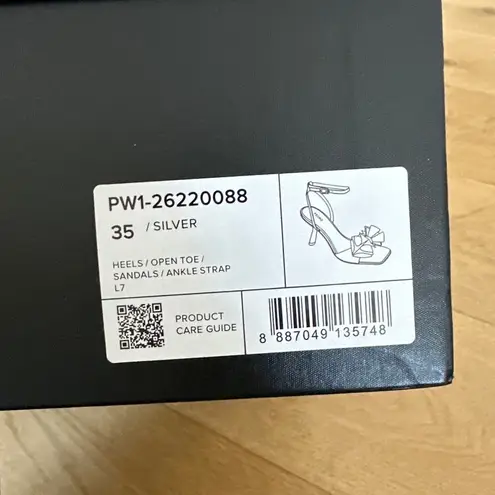 PW1-26220088
35 / SILVER
HEELS / OPEN TOE /
SANDALS / ANKLE STRAP
L7
PRODUCT
CARE GUIDE
8 887049 135748